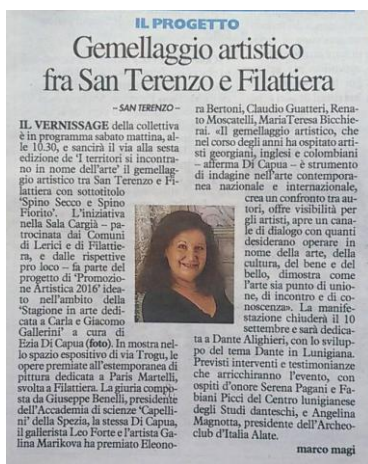 IL PROGETTO
Gemellaggio artistico
fra San Terenzo e Filattiera
– SAN TERENZO –
IL VERNISSAGE della collettiva
è in programma sabato mattina, al-
le 10.30, e sancirà il via alla sesta
edizione de 'I territori si incontra-
no in nome dell'arte' il gemellag-
gio artistico tra San Terenzo e Fi-
lattiera con sottotitolo
'Spino Secco e Spino
Fiorito'. L'iniziativa
nella Sala Cargià – pa-
trocinata dai Comuni
di Lerici e di Filattie-
ra, e dalle rispettive
pro loco – fa parte del
progetto di 'Promozio-
ne Artistica 2016' idea-
to nell'ambito della
'Stagione in arte dedi-
cata a Carla e Giacomo
Gallerini' a cura di
Ezia Di Capua (foto). In mostra nel-
lo spazio espositivo di via Trogu, le
opere premiate all'estemporanea di
pittura dedicata a Paris Martelli,
svolta a Filattiera. La giuria compo-
sta da Giuseppe Benelli, presidente
dell'Accademia di scienze 'Capelli-
ni' della Spezia, la stessa Di Capua,
il gallerista Leo Forte e l'artista Ga-
lina Marikova ha premiato Eleono-
ra Bertoni, Claudio Guatteri, Rena-
to Moscatelli, MariaTeresa Bicchie-
rai. «Il gemellaggio artistico, che
nel corso degli anni ha ospitato arti-
sti georgiani, inglesi e colombiani
– afferma Di Capua – e strumento
di indagine nell'arte contempora-
nea nazionale e internazionale,
crea un confronto tra au-
tori, offre visibilità per
gli artisti, apre un cana-
le di dialogo con quanti
desiderano operare in
nome della arte, della
cultura, del bene e del
bello, dimostra come
l'arte sia punto di unio-
ne, di incontro e di co-
noscenza». La manife-
stazione chiuderà il 10
settembre e sarà dedica-
ta a Dante Alighieri, con lo svilup-
po del tema Dante in Lunigiana.
Previsti interventi e testimonianze
che arricchiranno l'evento, con
ospiti d'onore Serena Pagani e Fa-
biani Picci del Centro lunigianese
degli Studi danteschi, e Angelina
Magnotta, presidente dell'Archeo-
club d'Italia Alate.
marco magi